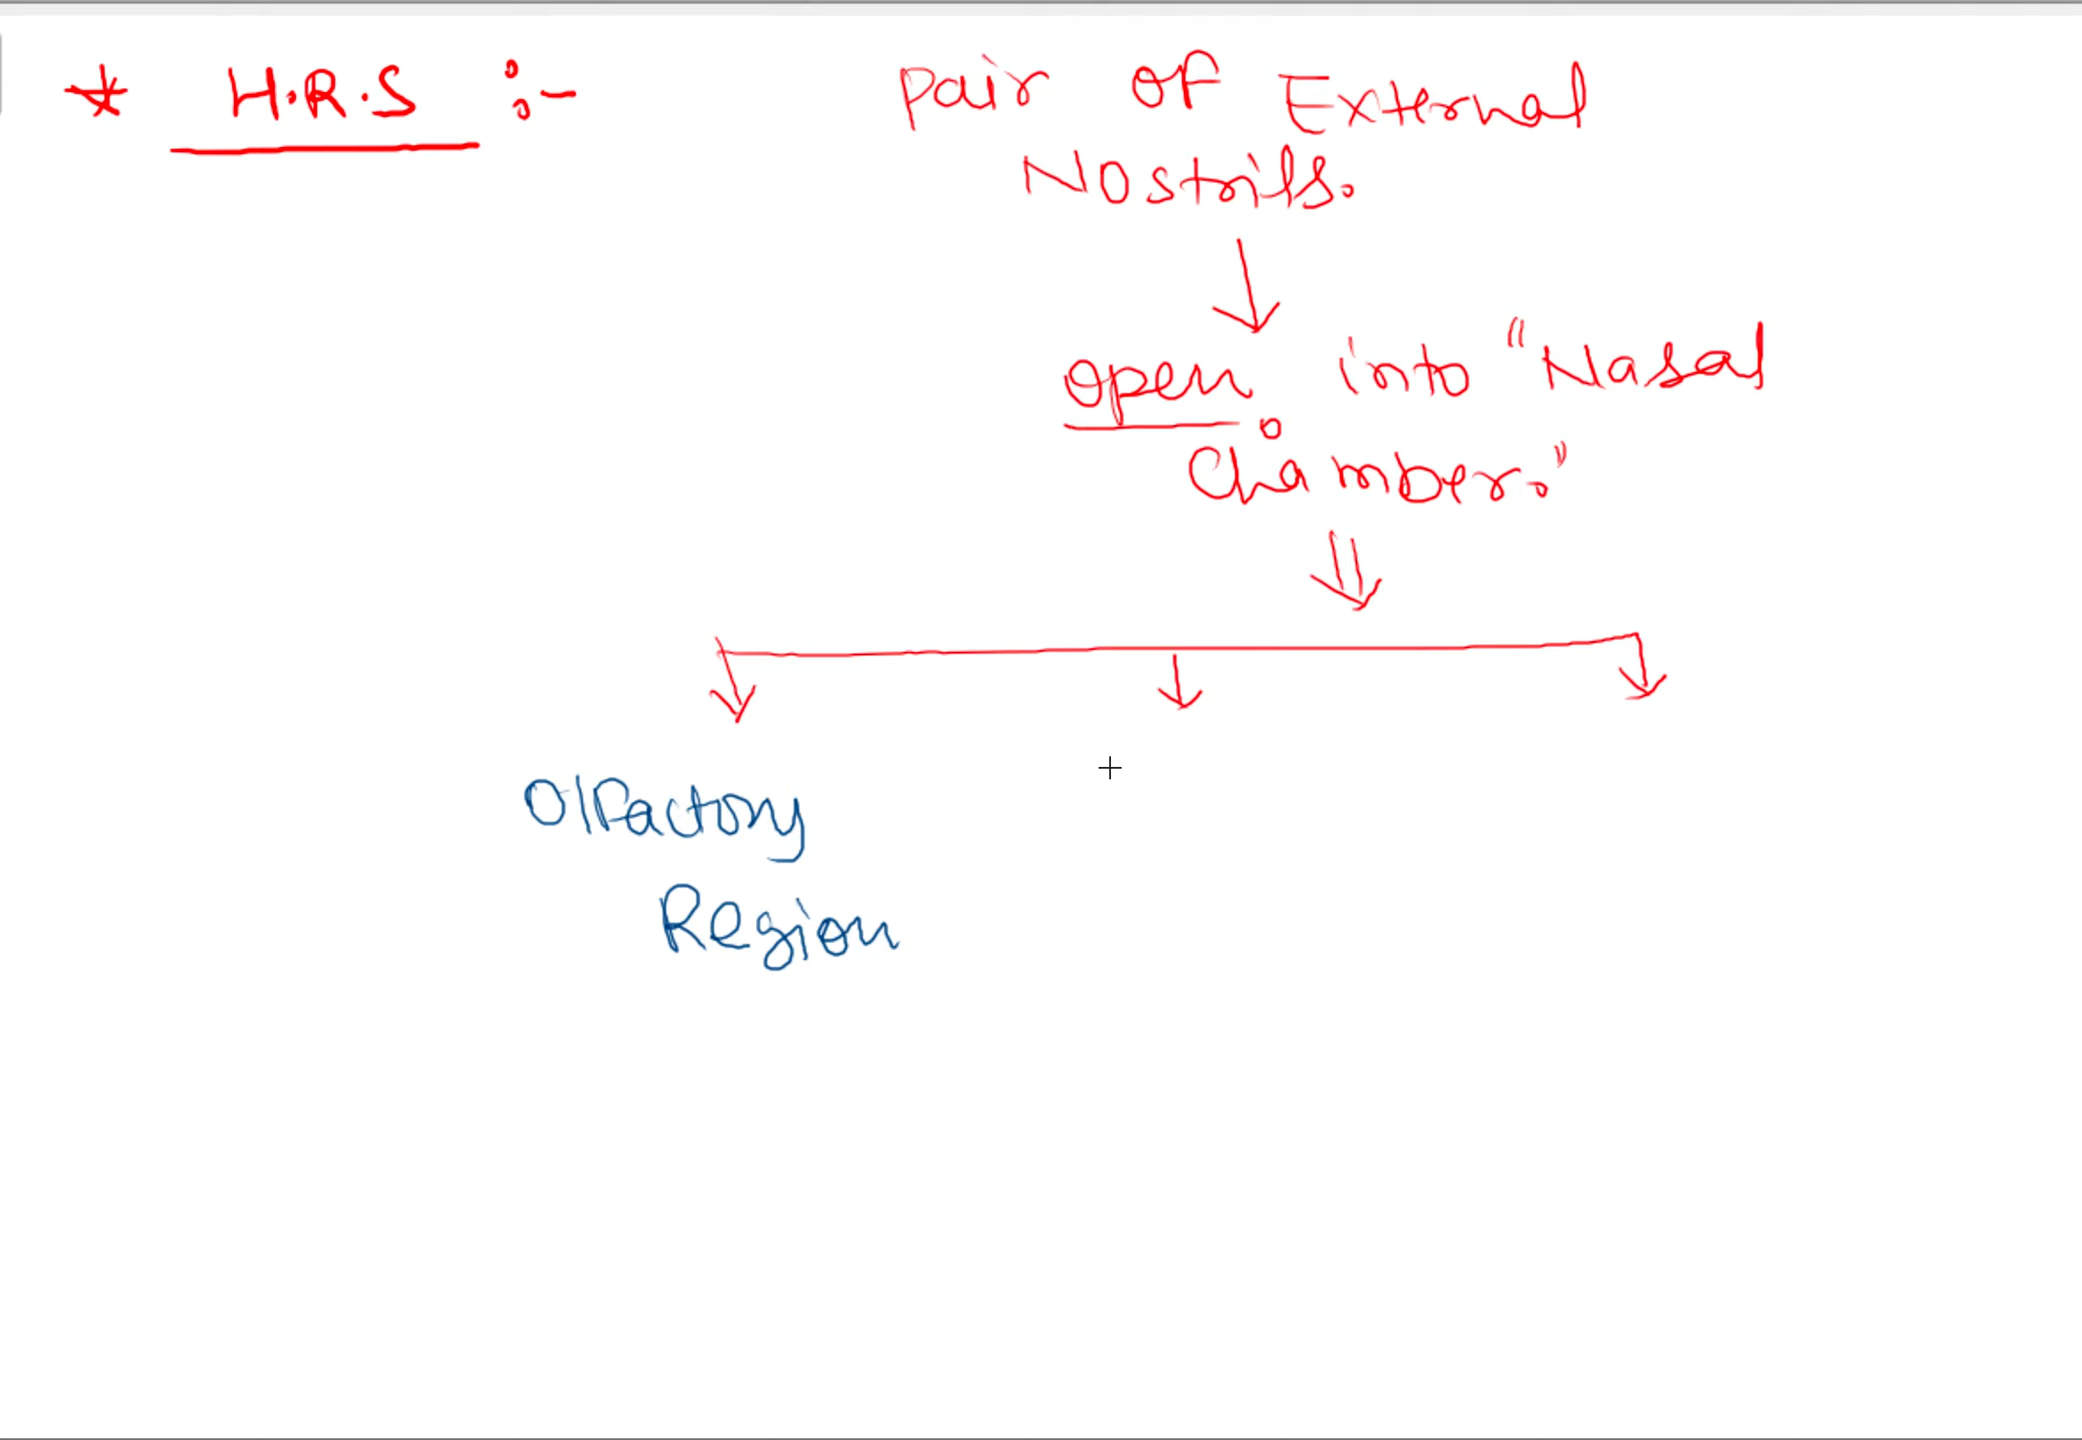 * H.R.S :-
Pair of External
Nostrils.
↓
open into "Nasal
Chamber."
Olfactory
Region